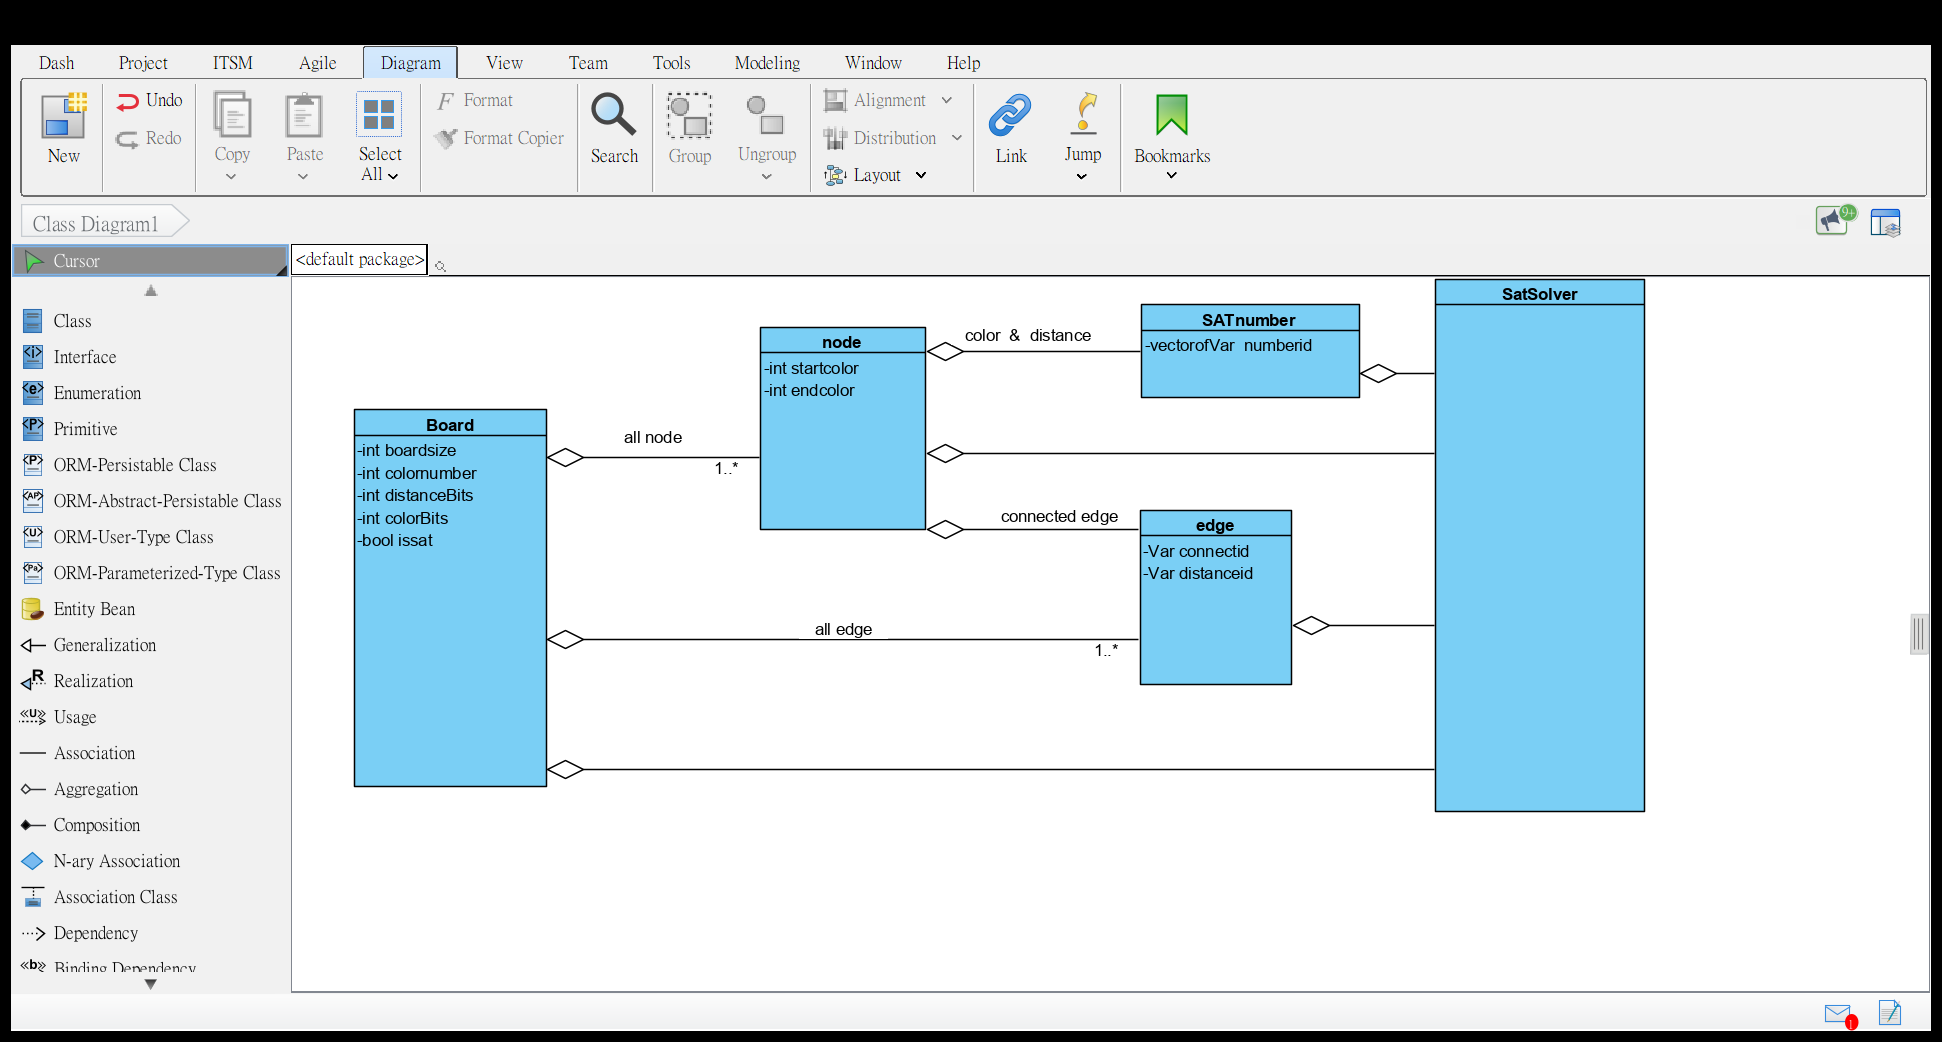 Dash Project ITSM Agile Diagram View Team Tools Modeling Window Help
New
Undo
Redo
Copy
Paste
Select
All
Format
Format Copier
Search
Group
Ungroup
Alignment
Distribution
Layout
Link
Jump
Bookmarks
Class Diagram1
9+
Cursor
<default package>
Class
Interface
Enumeration
Primitive
ORM-Persistable Class
ORM-Abstract-Persistable Class
ORM-User-Type Class
ORM-Parameterized-Type Class
Entity Bean
Generalization
Realization
Usage
Association
Aggregation
Composition
N-ary Association
Association Class
Dependency
Binding Dependency
Board
-int boardsize
-int colornumber
-int distanceBits
-int colorBits
-bool issat
all node
1..*
node
-int startcolor
-int endcolor
color & distance
SATnumber
-vectorofVar numberid
SatSolver
connected edge
edge
-Var connectid
-Var distanceid
all edge
1..*